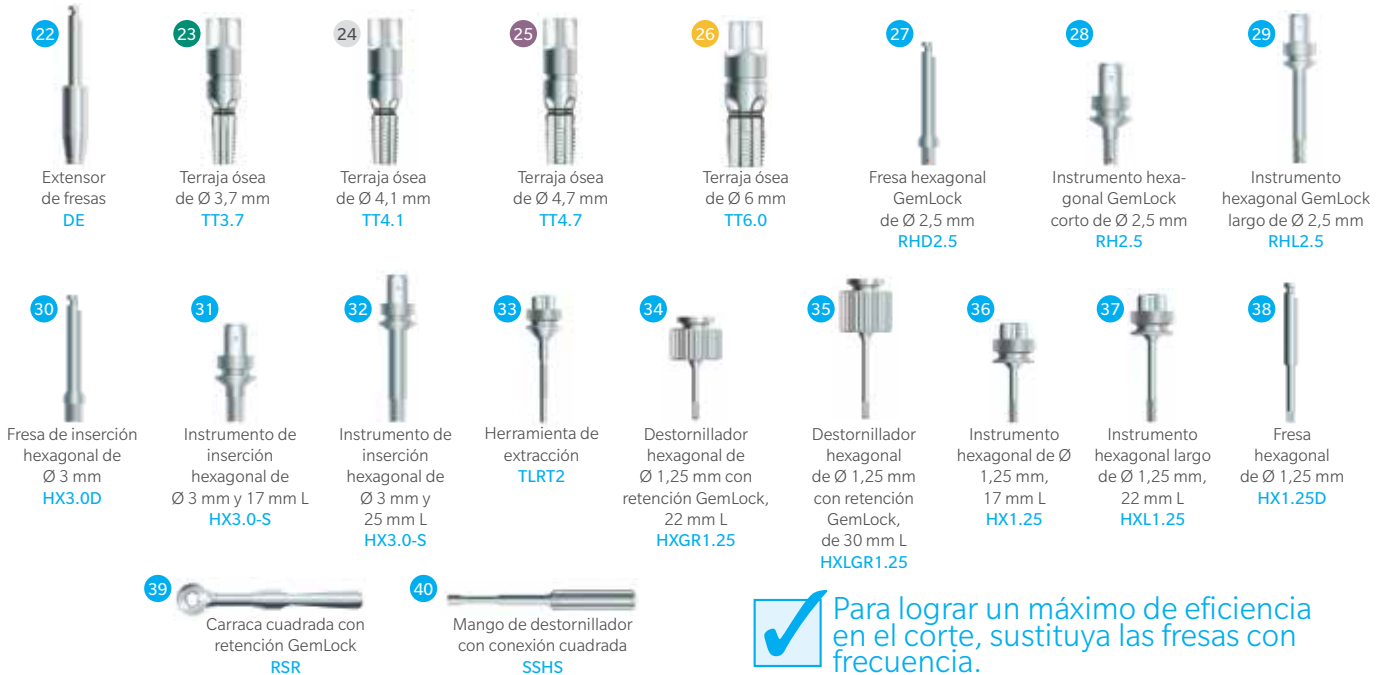 22
Extensor
de fresas
DE
23
Terraja ósea
de Ø 3,7 mm
TT3.7
24
Terraja ósea
de Ø 4,1 mm
TT4.1
25
Terraja ósea
de Ø 4,7 mm
TT4.7
26
Terraja ósea
de Ø 6 mm
TT6.0
27
Fresa hexagonal
GemLock
de Ø 2,5 mm
RHD2.5
28
Instrumento hexa-
gonal GemLock
corto de Ø 2,5 mm
RH2.5
29
Instrumento
hexagonal GemLock
largo de Ø 2,5 mm
RHL2.5
30
Fresa de inserción
hexagonal de
Ø 3 mm
HX3.0D
31
Instrumento de
inserción
hexagonal de
Ø 3 mm y 17 mm L
HX3.0-S
32
Instrumento de
inserción
hexagonal de
Ø 3 mm y
25 mm L
HX3.0-S
33
Herramienta de
extracción
TLRT2
34
Destornillador
hexagonal de
Ø 1,25 mm con
retención GemLock,
22 mm L
HXGR1.25
35
Destornillador
hexagonal
de Ø 1,25 mm
con retención
GemLock,
de 30 mm L
HXLGR1.25
36
Instrumento
hexagonal de Ø
1,25 mm,
17 mm L
HX1.25
37
Instrumento
hexagonal largo
de Ø 1,25 mm,
22 mm L
HXL1.25
38
Fresa
hexagonal
de Ø 1,25 mm
HX1.25D
39
Carraca cuadrada con
retención GemLock
RSR
40
Mango de destornillador
con conexión cuadrada
SSHS
Para lograr un máximo de eficiencia
en el corte, sustituya las fresas con
frecuencia.